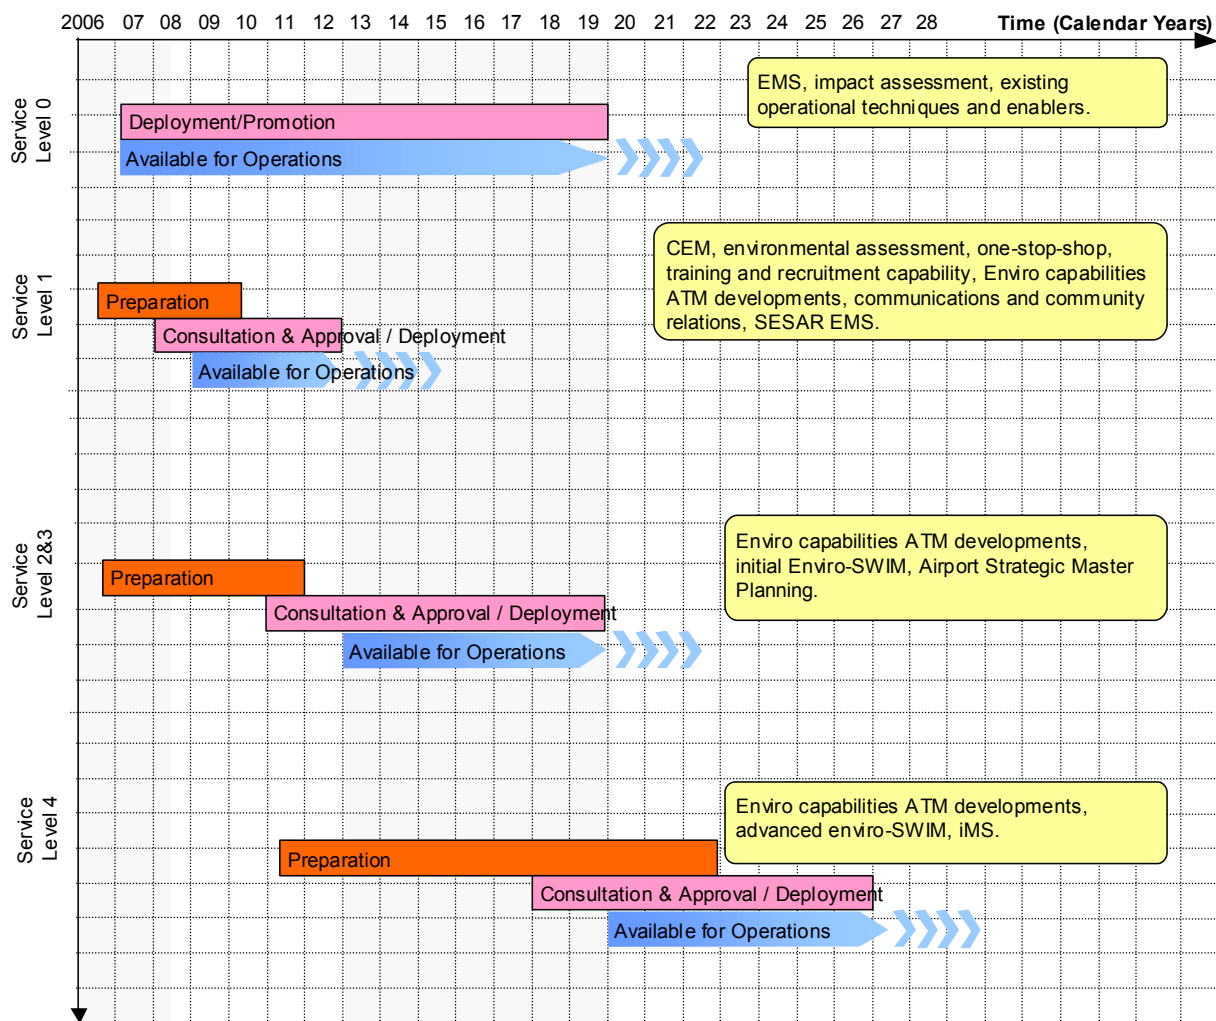 2006 07 08 09 10 11 12 13 14 15 16 17 18 19 20 21 22 23 24 25 26 27 28 Time (Calendar Years)
Service
Level 0
EMS, impact assessment, existing
operational techniques and enablers.
Deployment/Promotion
Available for Operations
Service
Level 1
CEM, environmental assessment, one-stop-shop,
training and recruitment capability, Enviro capabilities
ATM developments, communications and community
relations, SESAR EMS.
Preparation
Consultation & Approval / Deployment
Available for Operations
Service
Level 2&3
Enviro capabilities ATM developments,
initial Enviro-SWIM, Airport Strategic Master
Planning.
Preparation
Consultation & Approval / Deployment
Available for Operations
Service
Level 4
Enviro capabilities ATM developments,
advanced enviro-SWIM, iMS.
Preparation
Consultation & Approval / Deployment
Available for Operations